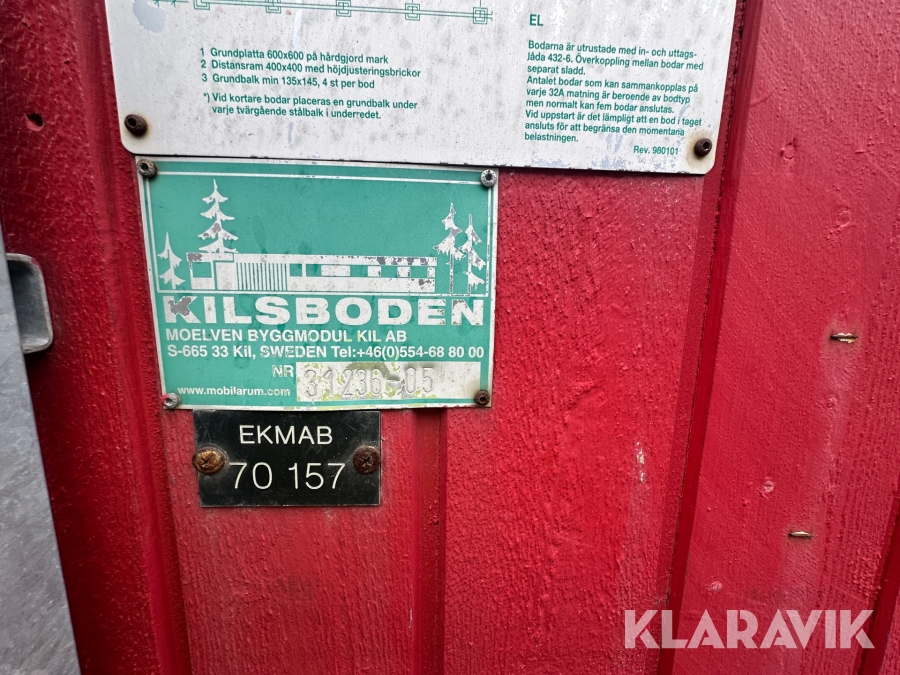 1 Grundplatta 600x600 på hårdgjord mark
2 Distansram 400x400 med höjdjusteringsbrickor
3 Grundbalk min 135x145, 4 st per bod
*) Vid kortare bodar placeras en grundbalk under
varje tvärgående stålbalk i underredet.
EL
Bodarna är utrustade med in- och uttags-
låda 432-6. Överkoppling mellan bodar med
separat sladd.
Antalet bodar som kan sammankopplas på
varje 32A matning är beroende av bodtyp
men normalt kan fem bodar anslutas.
Vid uppstart är det lämpligt att en bod i taget
ansluts för att begränsa den momentana
belastningen.
Rev. 980101
KILSBODEN
MOELVEN BYGGMODUL KIL AB
S-665 33 Kil, SWEDEN Tel:+46(0)554-68 80 00
NR 31236-05
www.mobilarum.com
EKMAB
70 157
KLARAVIK